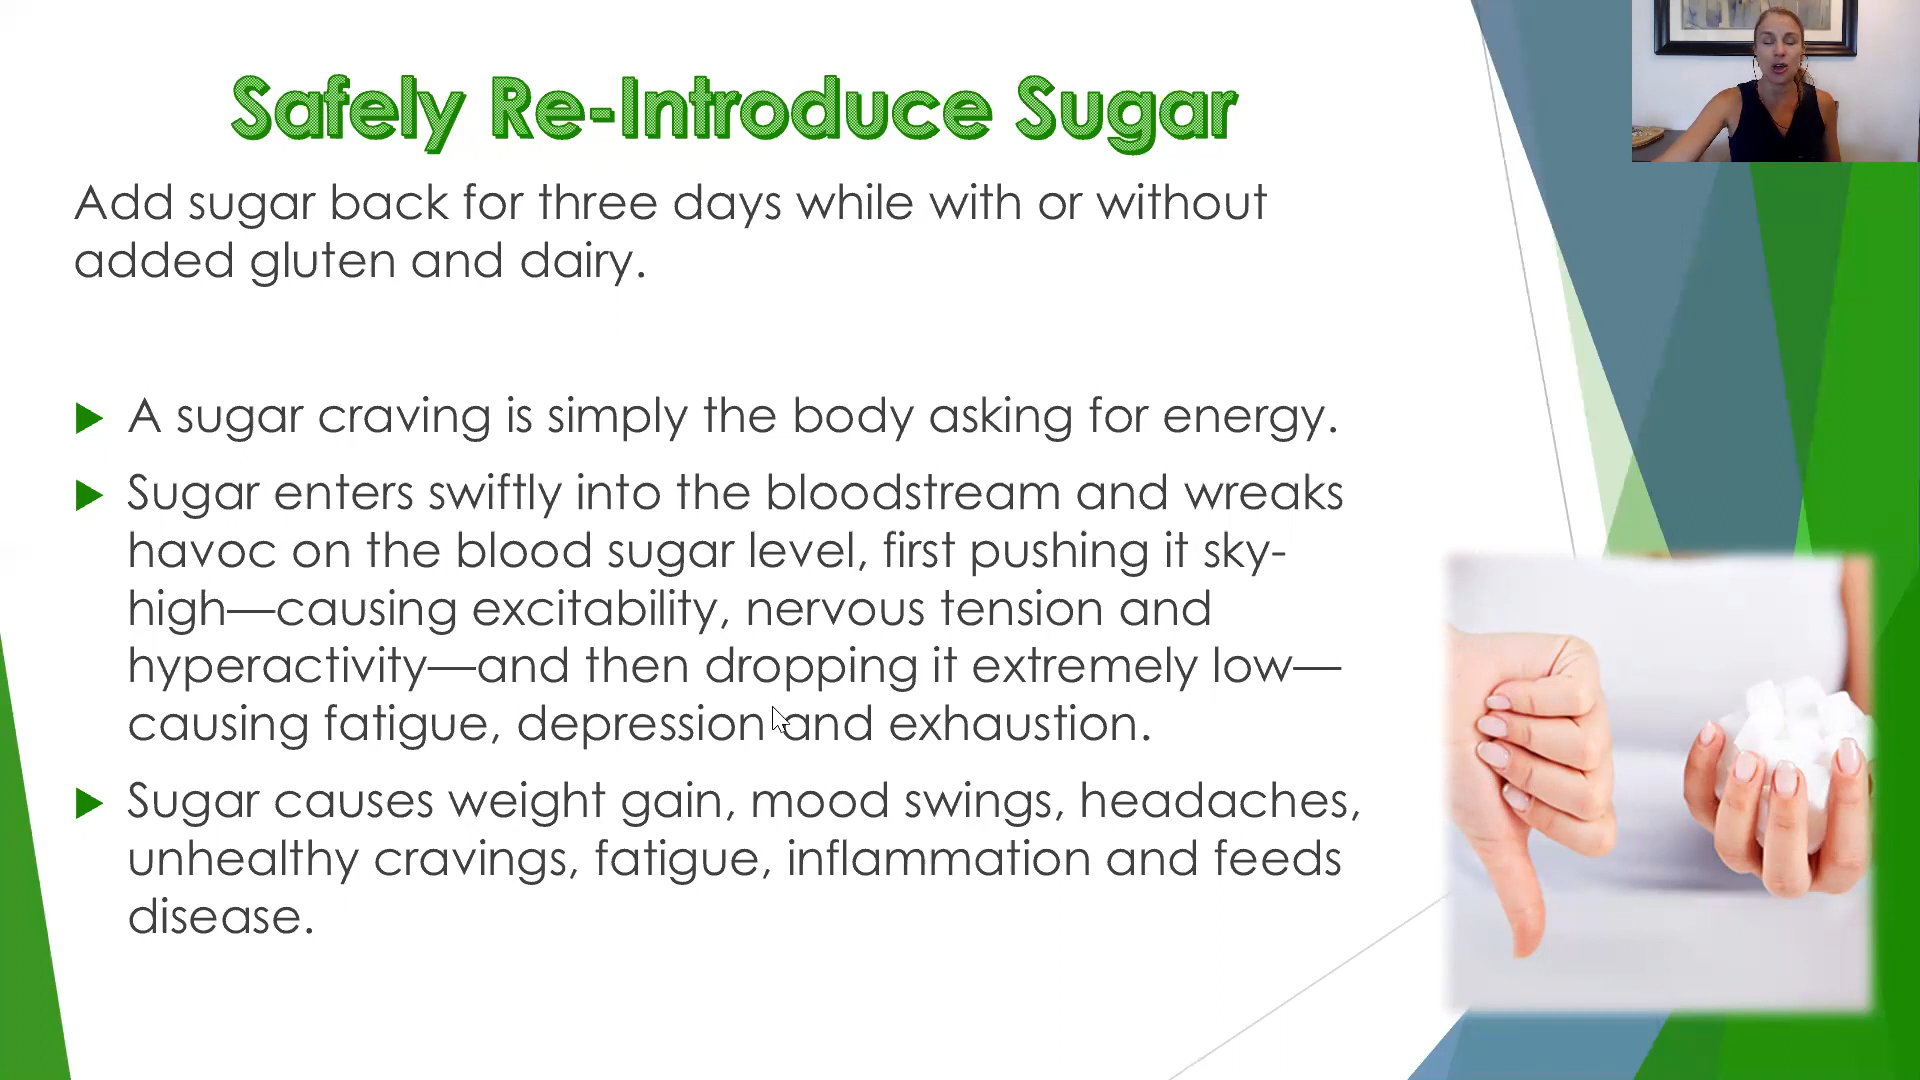 Safely Re-Introduce Sugar
Add sugar back for three days while with or without
added gluten and dairy.
A sugar craving is simply the body asking for energy.
Sugar enters swiftly into the bloodstream and wreaks
havoc on the blood sugar level, first pushing it sky-
high—causing excitability, nervous tension and
hyperactivity—and then dropping it extremely low—
causing fatigue, depression and exhaustion.
Sugar causes weight gain, mood swings, headaches,
unhealthy cravings, fatigue, inflammation and feeds
disease.